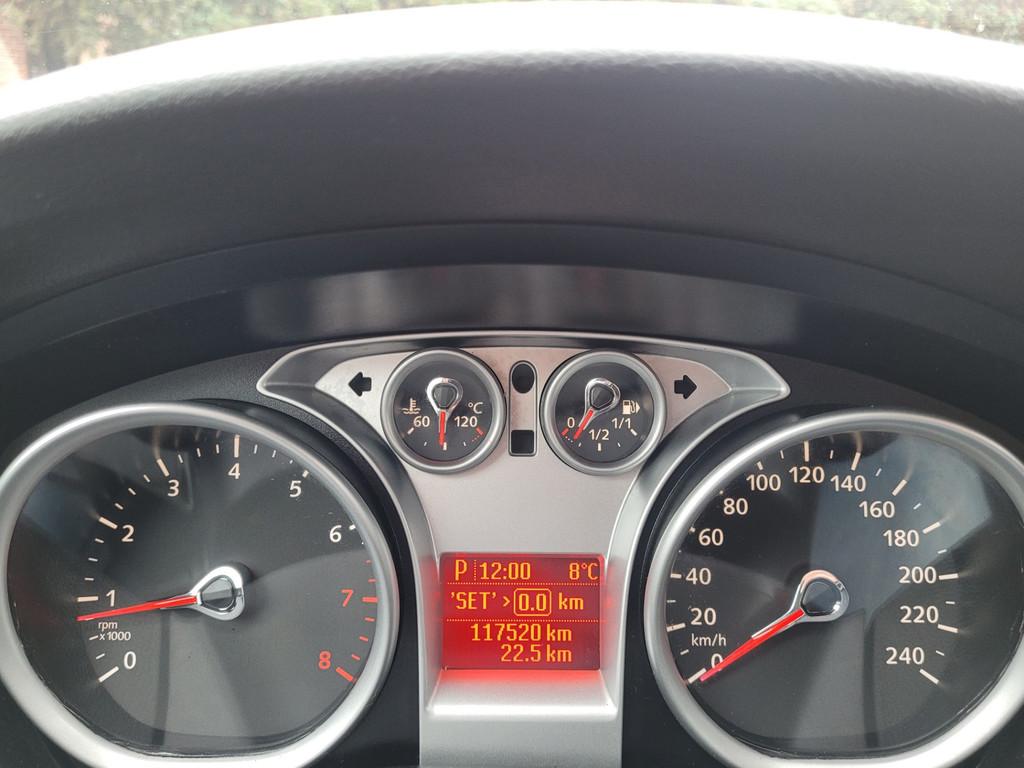 60 °C 120
0 1/2 1/1
0 1 2 3 4 5 6 7 8
rpm
x1000
P 12:00 8°C
'SET' > 0.0 km
117520 km
22.5 km
0 20 40 60 80 100 120 140 160 180 200 220 240
km/h